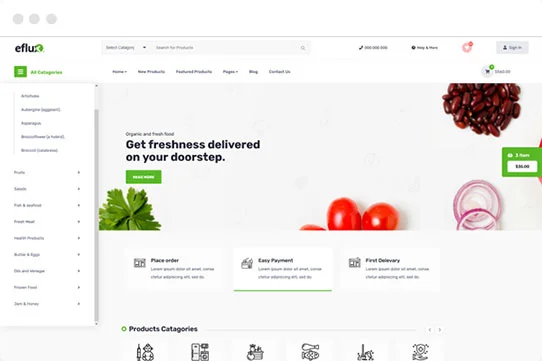 eflux
Select Category
Search for Products
000 000 000
Help & More
Sign In
All Categories
Home
New Products
Featured Products
Pages
Blog
Contact Us
$560.00
Artichoke
Aubergine (eggplant),
Asparagus,
Broccoflower (a hybrid),
Broccoli (calabrese).
Fruits
Salads
Fish & seafood
Fresh Meat
Health Products
Butter & Eggs
Oils and Venegar
Frozen Food
Jam & Honey
Organic and fresh food
Get freshness delivered
on your doorstep.
READ MORE
3 Item
$35.00
Place order
Lorem ipsum dolor sit amet, conse
ctetur adipisicing elit, sed do.
Easy Payment
Lorem ipsum dolor sit amet, conse
ctetur adipisicing elit, sed do.
First Delevary
Lorem ipsum dolor sit amet, conse
ctetur adipisicing elit, sed do.
Products Catagories